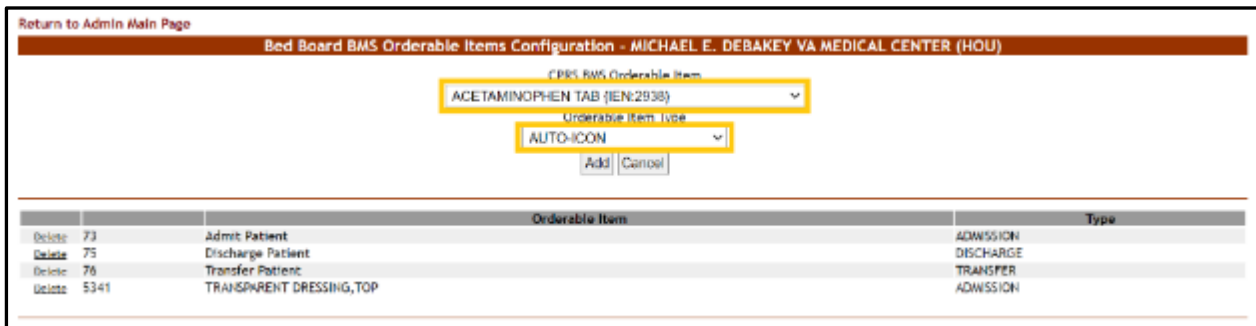 Return to Admin Main Page
Bed Board BMS Orderable Items Configuration - MICHAEL E. DEBAKEY VA MEDICAL CENTER (HOU)
CPRS BMS Orderable Item
ACETAMINOPHEN TAB (IEN:2938)
Orderable Item Type
AUTO-ICON
Add Cancel
Orderable Item Type
Delete 73 Admit Patient ADMISSION
Delete 75 Discharge Patient DISCHARGE
Delete 76 Transfer Patient TRANSFER
Delete 5341 TRANSPARENT DRESSING,TOP ADMISSION